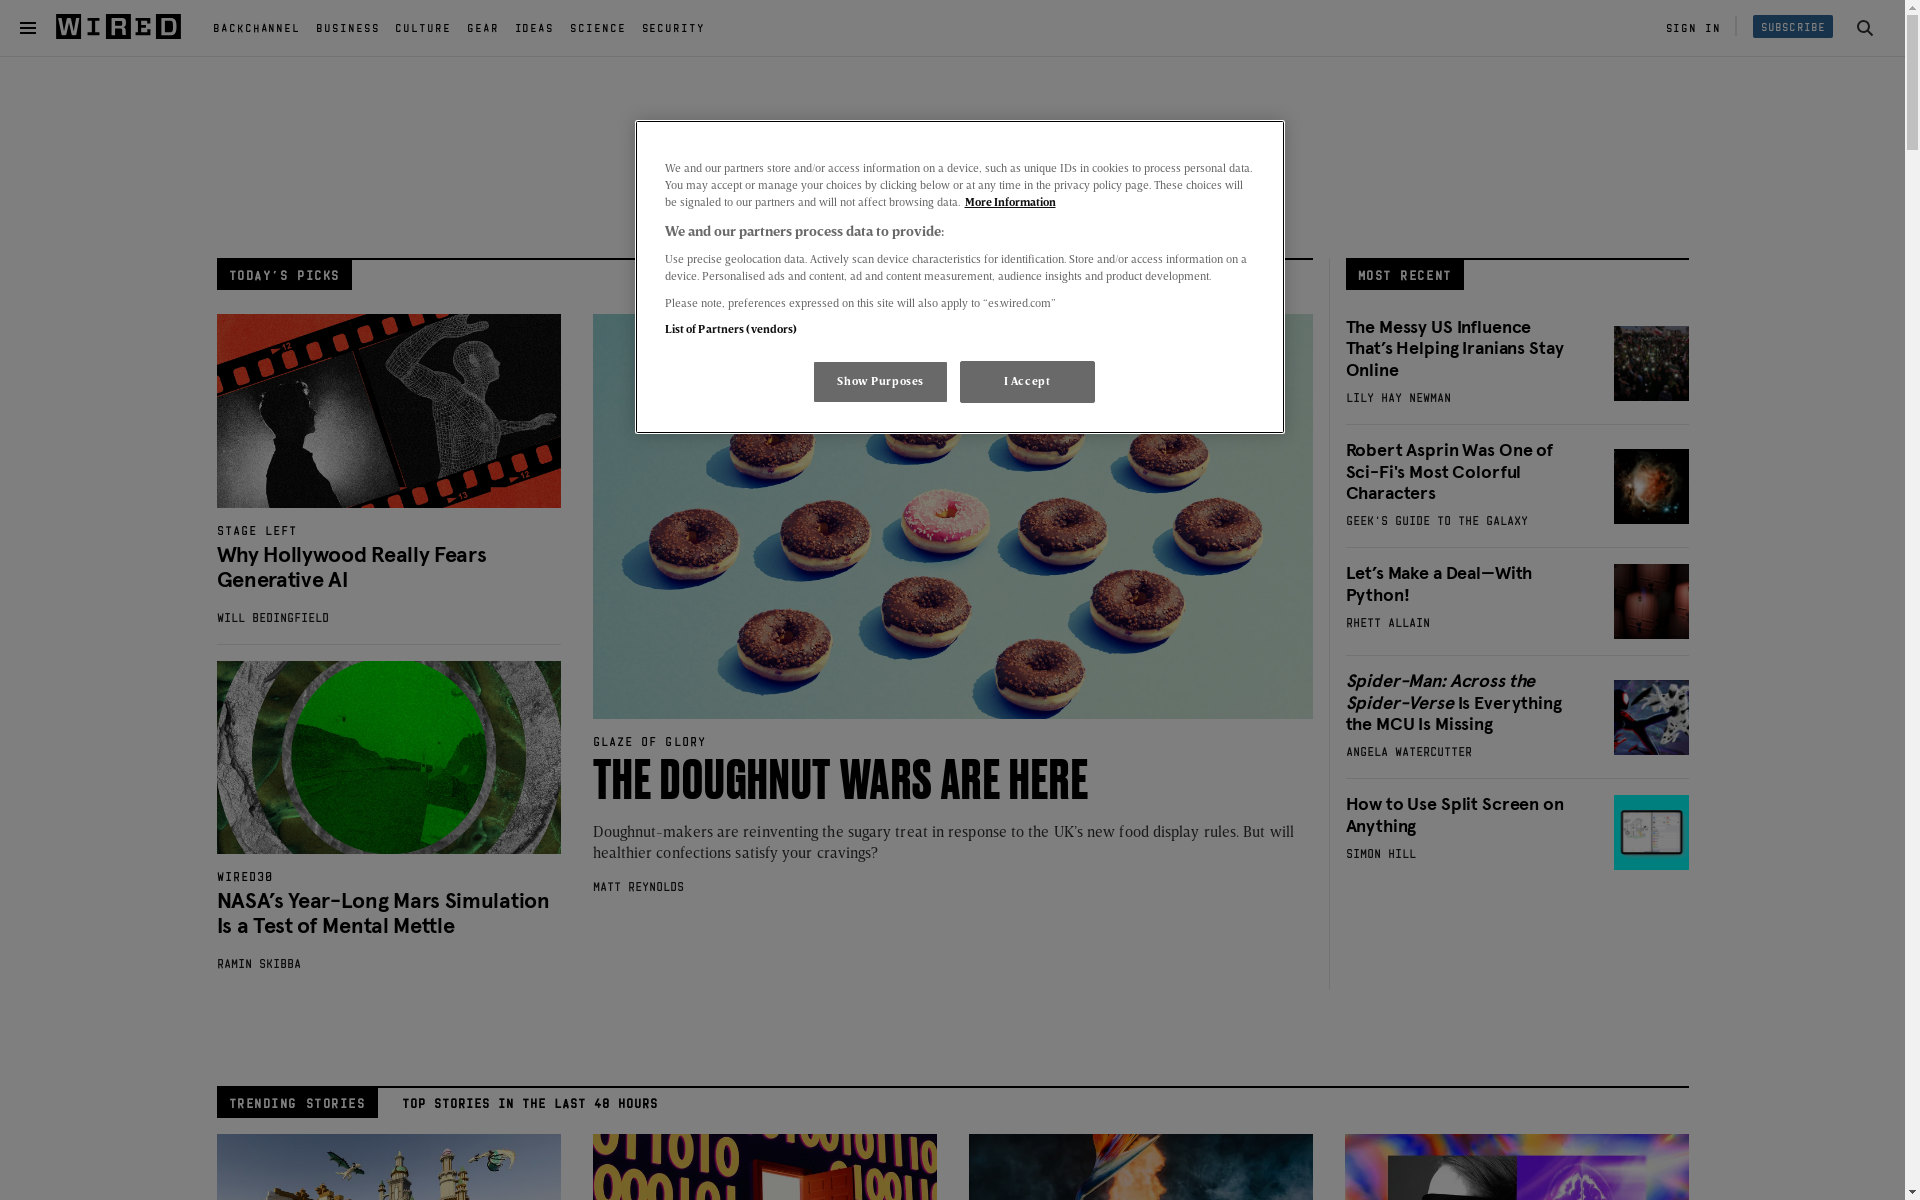 WIRED
BACKCHANNEL BUSINESS CULTURE GEAR IDEAS SCIENCE SECURITY
SIGN IN
SUBSCRIBE
We and our partners store and/or access information on a device, such as unique IDs in cookies to process personal data.
You may accept or manage your choices by clicking below or at any time in the privacy policy page. These choices will
be signaled to our partners and will not affect browsing data. More Information
We and our partners process data to provide:
Use precise geolocation data. Actively scan device characteristics for identification. Store and/or access information on a
device. Personalised ads and content, ad and content measurement, audience insights and product development.
Please note, preferences expressed on this site will also apply to “es.wired.com”
List of Partners (vendors)
Show Purposes
I Accept
TODAY’S PICKS
12
13
12
STAGE LEFT
Why Hollywood Really Fears
Generative AI
WILL BEDINGFIELD
WIRED30
NASA’s Year-Long Mars Simulation
Is a Test of Mental Mettle
RAMIN SKIBBA
GLAZE OF GLORY
THE DOUGHNUT WARS ARE HERE
Doughnut-makers are reinventing the sugary treat in response to the UK’s new food display rules. But will
healthier confections satisfy your cravings?
MATT REYNOLDS
MOST RECENT
The Messy US Influence
That’s Helping Iranians Stay
Online
LILY HAY NEWMAN
Robert Asprin Was One of
Sci-Fi's Most Colorful
Characters
GEEK'S GUIDE TO THE GALAXY
Let’s Make a Deal—With
Python!
RHETT ALLAIN
Spider-Man: Across the
Spider-Verse Is Everything
the MCU Is Missing
ANGELA WATERCUTTER
How to Use Split Screen on
Anything
SIMON HILL
TRENDING STORIES
TOP STORIES IN THE LAST 48 HOURS